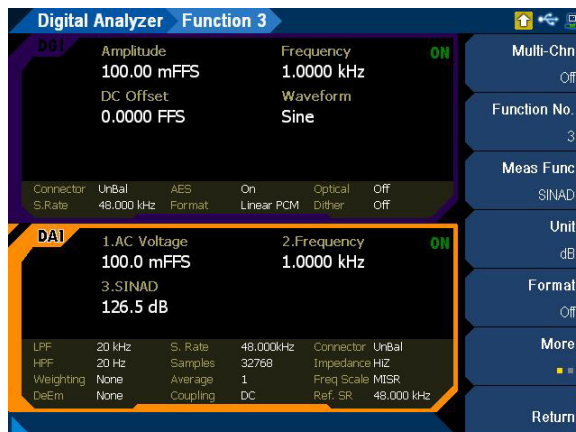 Digital Analyzer Function 3
DG1
Amplitude Frequency ON
100.00 mFFS 1.0000 kHz
DC Offset Waveform
0.0000 FFS Sine
Connector UnBal AES On Optical Off
S.Rate 48.000 kHz Format Linear PCM Dither Off
DA1
1.AC Voltage 2.Frequency ON
100.0 mFFS 1.0000 kHz
3.SINAD
126.5 dB
LPF 20 kHz S. Rate 48.000kHz Connector UnBal
HPF 20 Hz Samples 32768 Impedance HiZ
Weighting None Average 1 Freq Scale MISR
DeEm None Coupling DC Ref. SR 48.000 kHz
Multi-Chn
Off
Function No.
3
Meas Func
SINAD
Unit
dB
Format
Off
More
Return